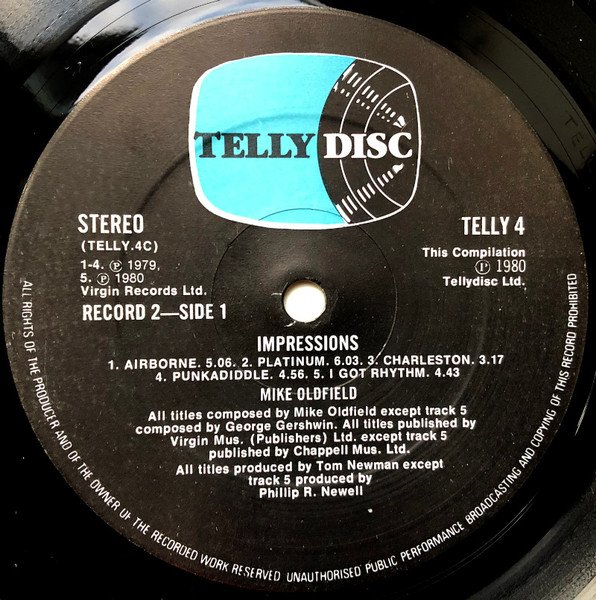 TELLY DISC
STEREO
(TELLY.4C)
1-4. Ⓟ 1979,
5. Ⓟ 1980
Virgin Records Ltd.
RECORD 2—SIDE 1
TELLY 4
This Compilation
Ⓟ 1980
Tellydisc Ltd.
IMPRESSIONS
1. AIRBORNE. 5.06. 2. PLATINUM. 6.03. 3. CHARLESTON. 3.17
4. PUNKADIDDLE. 4.56. 5. I GOT RHYTHM. 4.43
MIKE OLDFIELD
All titles composed by Mike Oldfield except track 5
composed by George Gershwin. All titles published by
Virgin Mus. (Publishers) Ltd. except track 5
published by Chappell Mus. Ltd.
All titles produced by Tom Newman except
track 5 produced by
Phillip R. Newell
ALL RIGHTS OF THE PRODUCER AND OF THE OWNER OF THE RECORDED WORK RESERVED UNAUTHORISED PUBLIC PERFORMANCE BROADCASTING AND COPYING OF THIS RECORD PROHIBITED